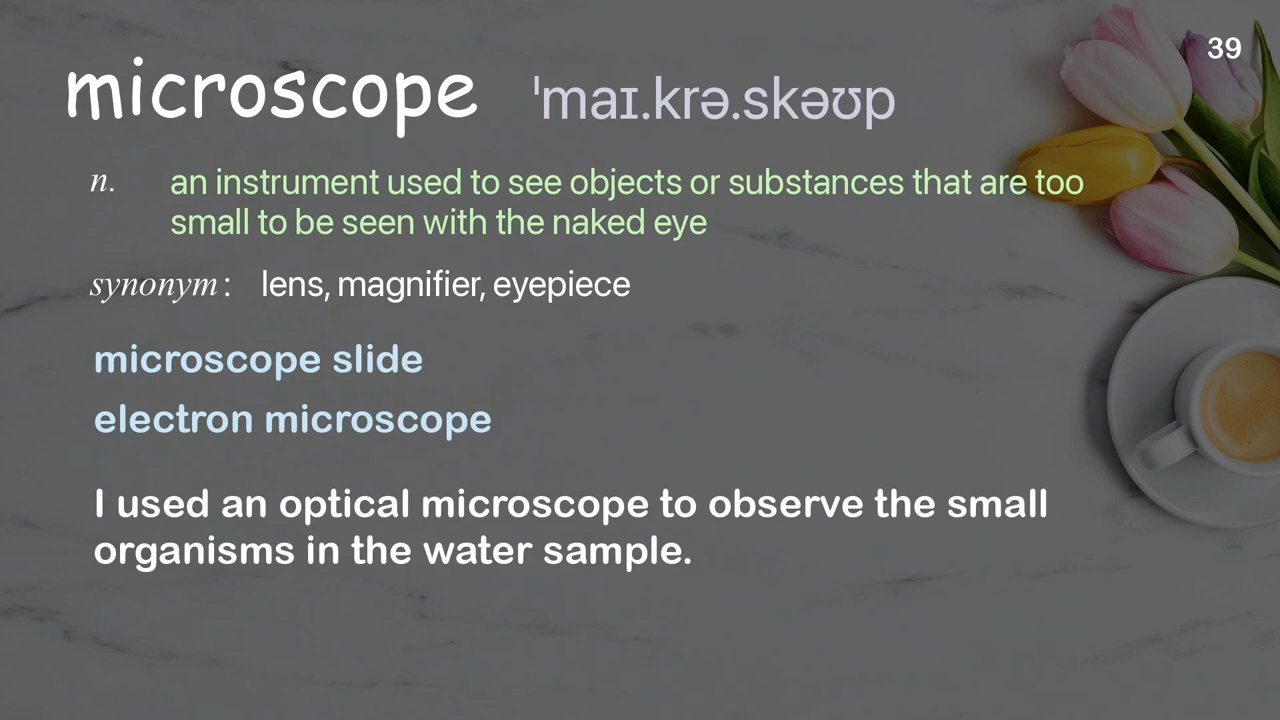 39
microscope ˈmaɪ.krə.skəʊp
n. an instrument used to see objects or substances that are too
small to be seen with the naked eye
synonym : lens, magnifier, eyepiece
microscope slide
electron microscope
I used an optical microscope to observe the small
organisms in the water sample.